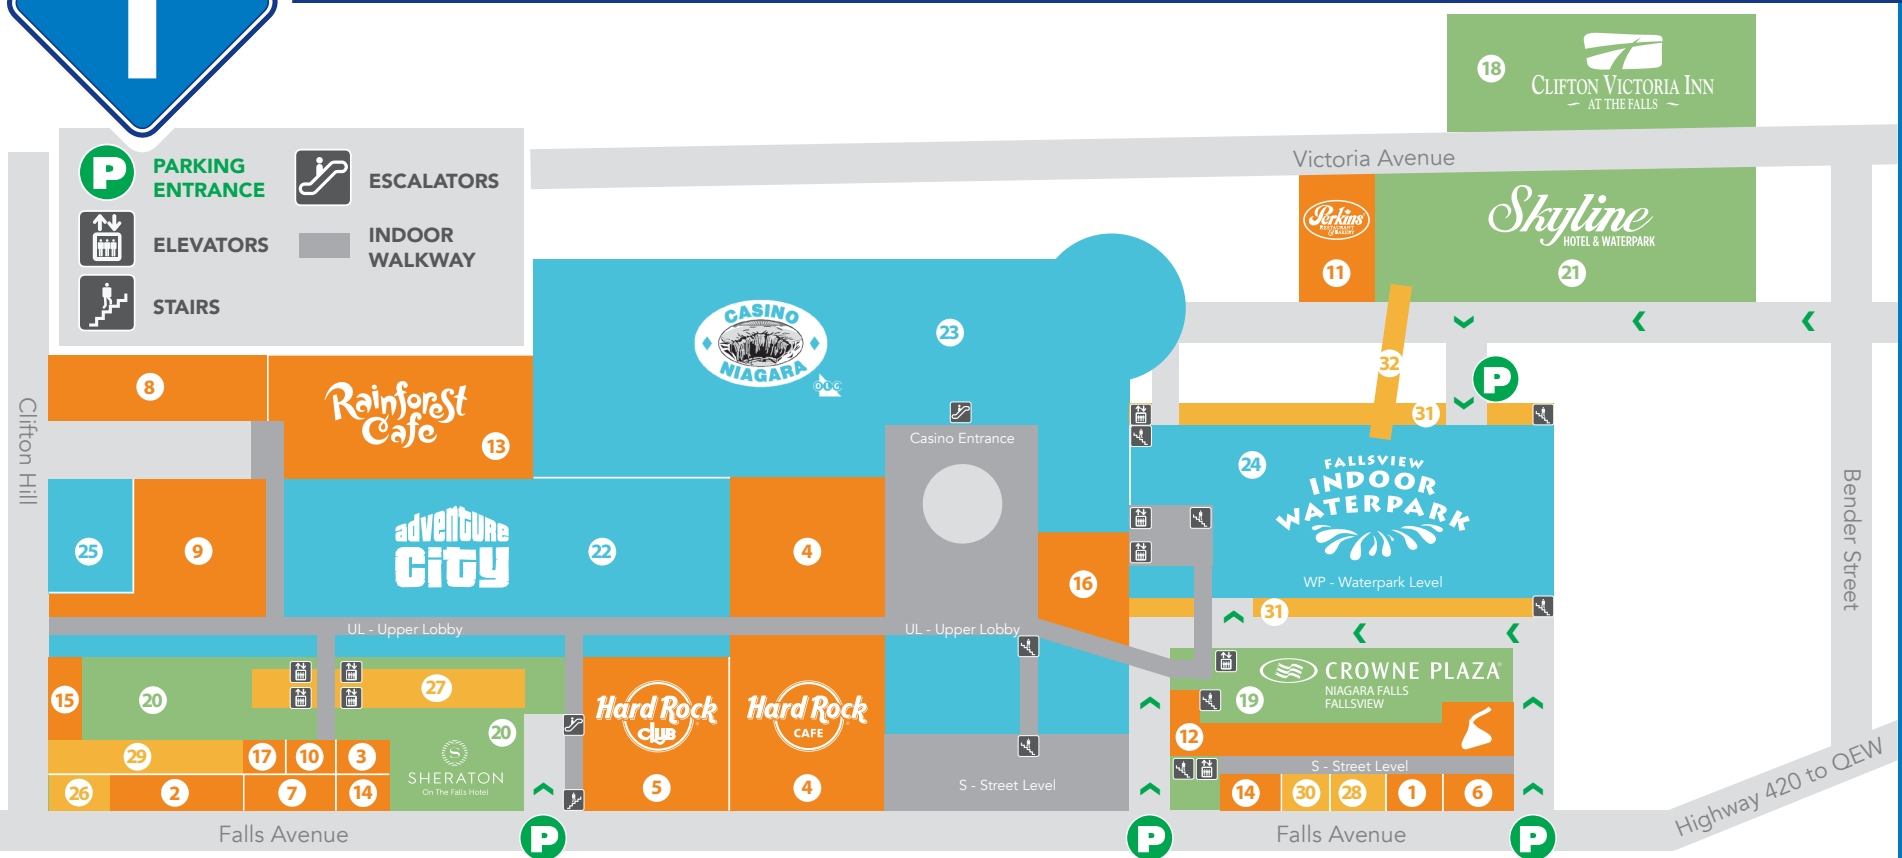 P
PARKING
ENTRANCE
ESCALATORS
ELEVATORS
INDOOR
WALKWAY
STAIRS
18
CLIFTON VICTORIA INN
AT THE FALLS
Victoria Avenue
Perkins
RESTAURANT
& BAKERY
11
Skyline
HOTEL & WATERPARK
21
CASINO
NIAGARA
OLG
23
32
P
31
8
Rainforest
Cafe
13
Clifton Hill
Casino Entrance
24
FALLSVIEW
INDOOR
WATERPARK
WP - Waterpark Level
Bender Street
25
9
adventure
city
22
4
16
31
UL - Upper Lobby
UL - Upper Lobby
15
20
27
20
Hard Rock
club
5
Hard Rock
CAFE
4
CROWNE PLAZA
NIAGARA FALLS
FALLSVIEW
19
12
29
17
10
3
S
SHERATON
On The Falls Hotel
26
2
7
14
S - Street Level
S - Street Level
14
30
28
1
6
Falls Avenue
P
P
Falls Avenue
P
Highway 420 to QEW